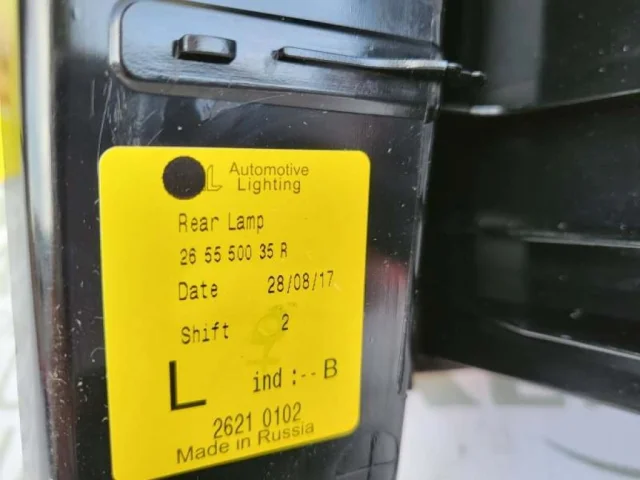 Automotive
Lighting
Rear Lamp
26 55 500 35 R
Date 28/08/17
Shift 2
L ind :-- B
2621 0102
Made in Russia